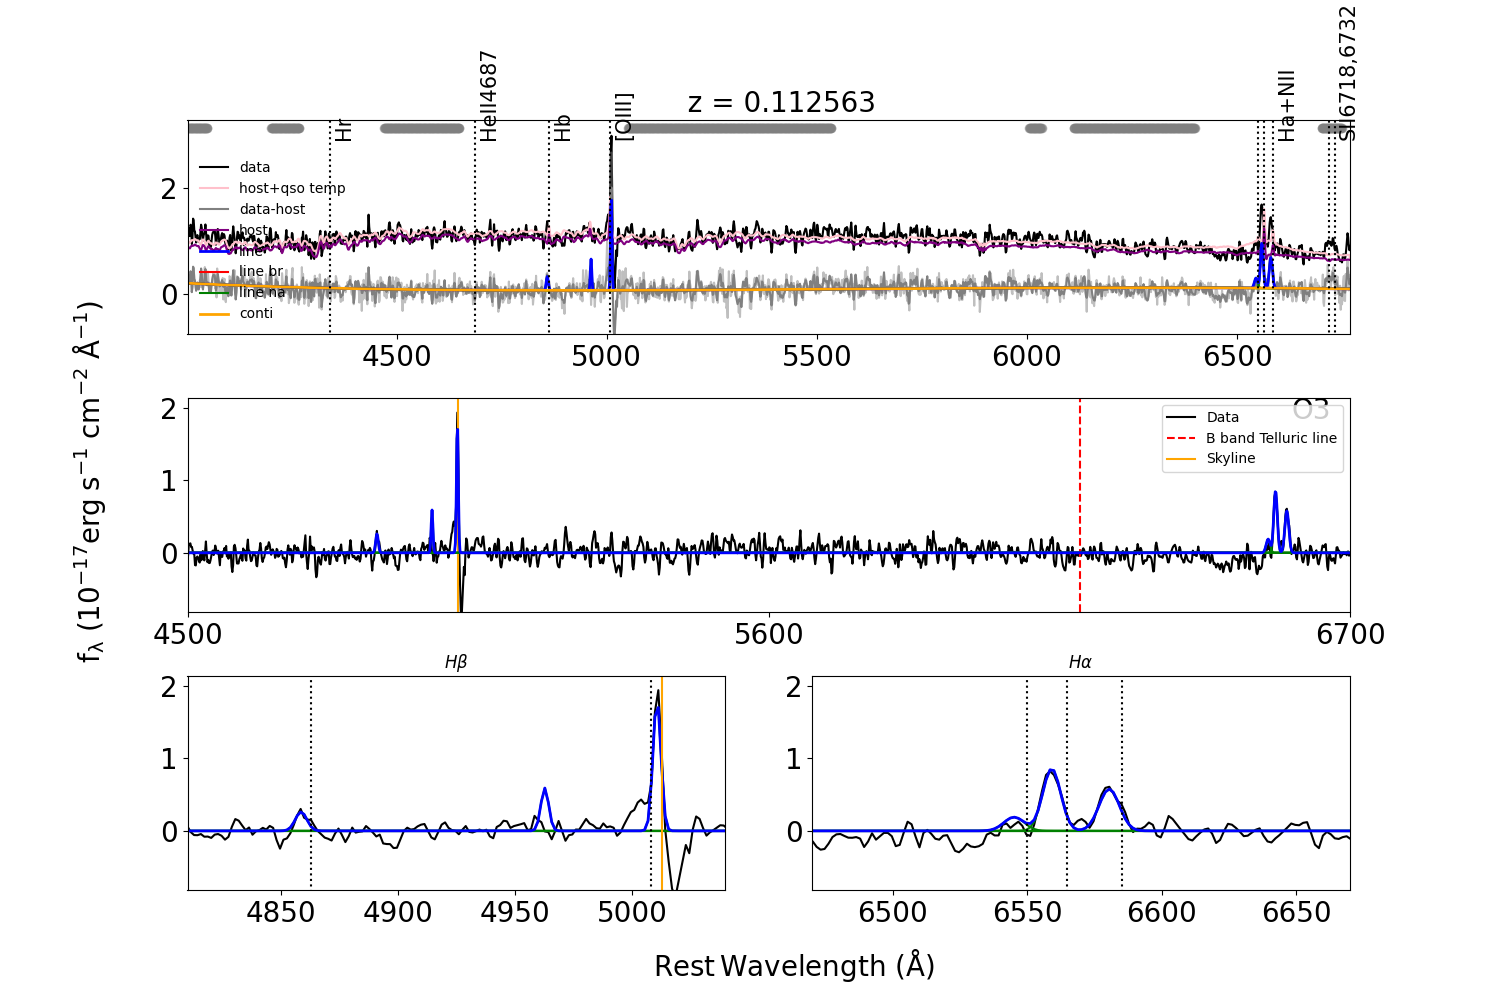 z = 0.112563
Hr
HeII4687
Hb
[OIII]
Ha+NII
SII6718,6732
data
host+qso temp
data-host
host
line
line br
line na
conti
2
0
4500
5000
5500
6000
6500
f_λ (10^{-17} erg s^{-1} cm^{-2} Å^{-1})
O3
Data
B band Telluric line
Skyline
2
1
0
4500
5600
6700
Hβ
2
1
0
4850
4900
4950
5000
Hα
2
1
0
6500
6550
6600
6650
Rest Wavelength (Å)